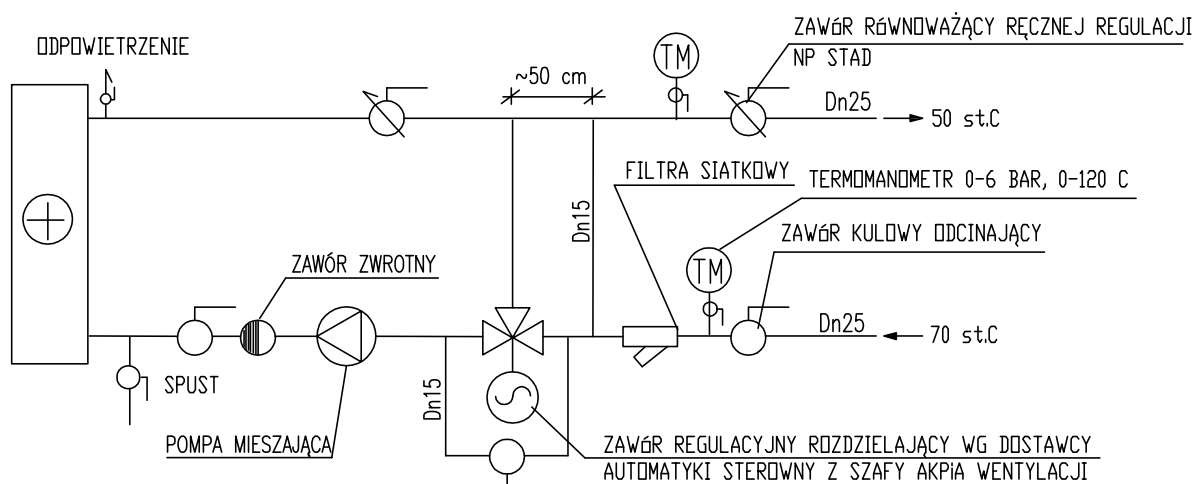 ZAWÓR RÓWNOWAŻĄCY RĘCZNEJ REGULACJI
NP STAD
ODPOWIETRZENIE
TM
~50 cm
Dn25
50 st.C
FILTRA SIATKOWY
TERMOMANOMETR 0-6 BAR, 0-120 C
Dn15
ZAWÓR KULOWY ODCINAJĄCY
ZAWÓR ZWROTNY
TM
Dn25
70 st.C
SPUST
Dn15
POMPA MIESZAJĄCA
ZAWÓR REGULACYJNY ROZDZIELAJĄCY WG DOSTAWCY
AUTOMATYKI STEROWNY Z SZAFY AKPiA WENTYLACJI